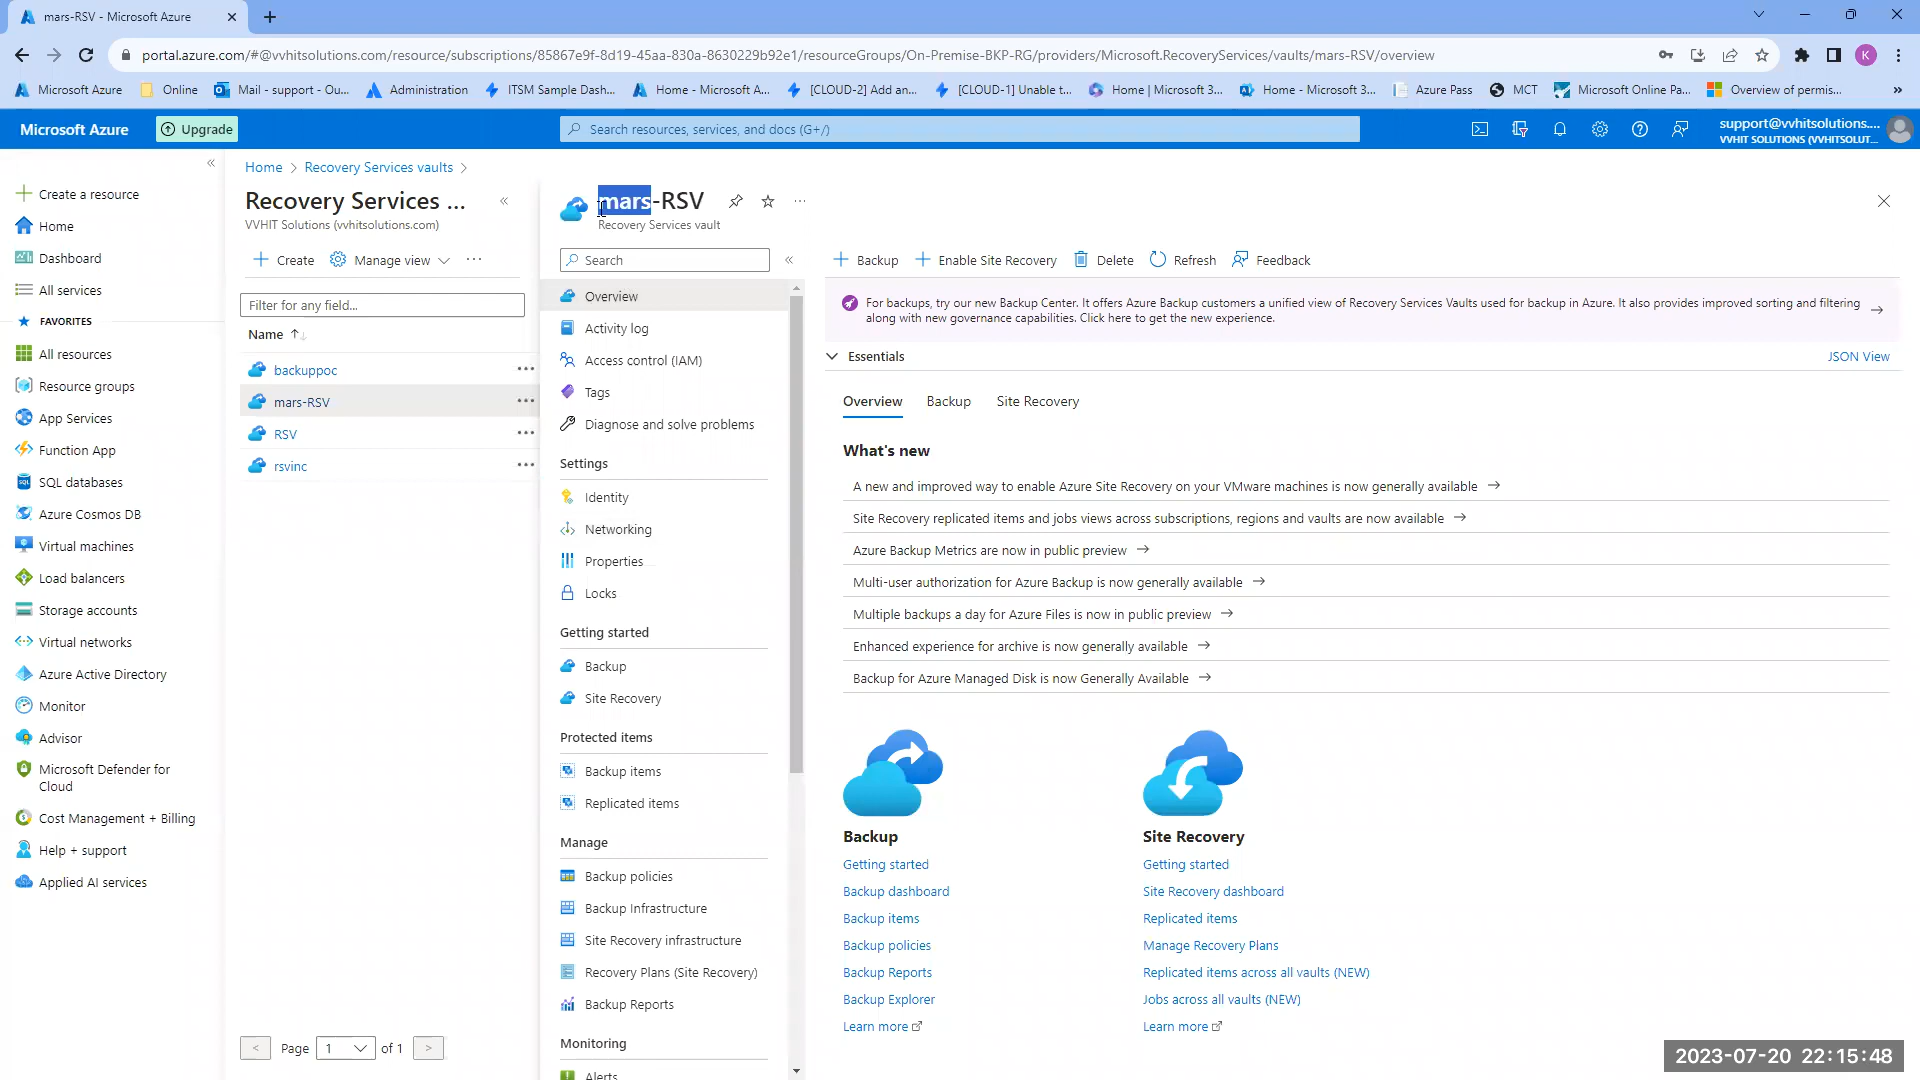 mars-RSV - Microsoft Azure
portal.azure.com/#@vvhitsolutions.com/resource/subscriptions/85867e9f-8d19-45aa-830a-8630229b92e1/resourceGroups/On-Premise-BKP-RG/providers/Microsoft.RecoveryServices/vaults/mars-RSV/overview
K
Microsoft Azure
Online
Mail - support - Ou...
Administration
ITSM Sample Dash...
Home - Microsoft A...
[CLOUD-2] Add an...
[CLOUD-1] Unable t...
Home | Microsoft 3...
Home - Microsoft 3...
Azure Pass
MCT
Microsoft Online Pa...
Overview of permis...
»
Microsoft Azure
Upgrade
Search resources, services, and docs (G+/)
support@vvhitsolutions....
VVHIT SOLUTIONS (VVHITSOLUT...
Create a resource
Home
Dashboard
All services
FAVORITES
All resources
Resource groups
App Services
Function App
SQL databases
Azure Cosmos DB
Virtual machines
Load balancers
Storage accounts
Virtual networks
Azure Active Directory
Monitor
Advisor
Microsoft Defender for
Cloud
Cost Management + Billing
Help + support
Applied AI services
Home > Recovery Services vaults >
Recovery Services ...
VVHIT Solutions (vvhitsolutions.com)
Create
Manage view
Filter for any field...
Name ↑↓
backuppoc
mars-RSV
RSV
rsvinc
< Page 1 of 1 >
mars-RSV
Recovery Services vault
Search
Overview
Activity log
Access control (IAM)
Tags
Diagnose and solve problems
Settings
Identity
Networking
Properties
Locks
Getting started
Backup
Site Recovery
Protected items
Backup items
Replicated items
Manage
Backup policies
Backup Infrastructure
Site Recovery infrastructure
Recovery Plans (Site Recovery)
Backup Reports
Monitoring
Alerts
Backup
Enable Site Recovery
Delete
Refresh
Feedback
For backups, try our new Backup Center. It offers Azure Backup customers a unified view of Recovery Services Vaults used for backup in Azure. It also provides improved sorting and filtering
along with new governance capabilities. Click here to get the new experience.
Essentials
JSON View
Overview
Backup
Site Recovery
What's new
A new and improved way to enable Azure Site Recovery on your VMware machines is now generally available →
Site Recovery replicated items and jobs views across subscriptions, regions and vaults are now available →
Azure Backup Metrics are now in public preview →
Multi-user authorization for Azure Backup is now generally available →
Multiple backups a day for Azure Files is now in public preview →
Enhanced experience for archive is now generally available →
Backup for Azure Managed Disk is now Generally Available →
Backup
Getting started
Backup dashboard
Backup items
Backup policies
Backup Reports
Backup Explorer
Learn more
Site Recovery
Getting started
Site Recovery dashboard
Replicated items
Manage Recovery Plans
Replicated items across all vaults (NEW)
Jobs across all vaults (NEW)
Learn more
2023-07-20 22:15:48